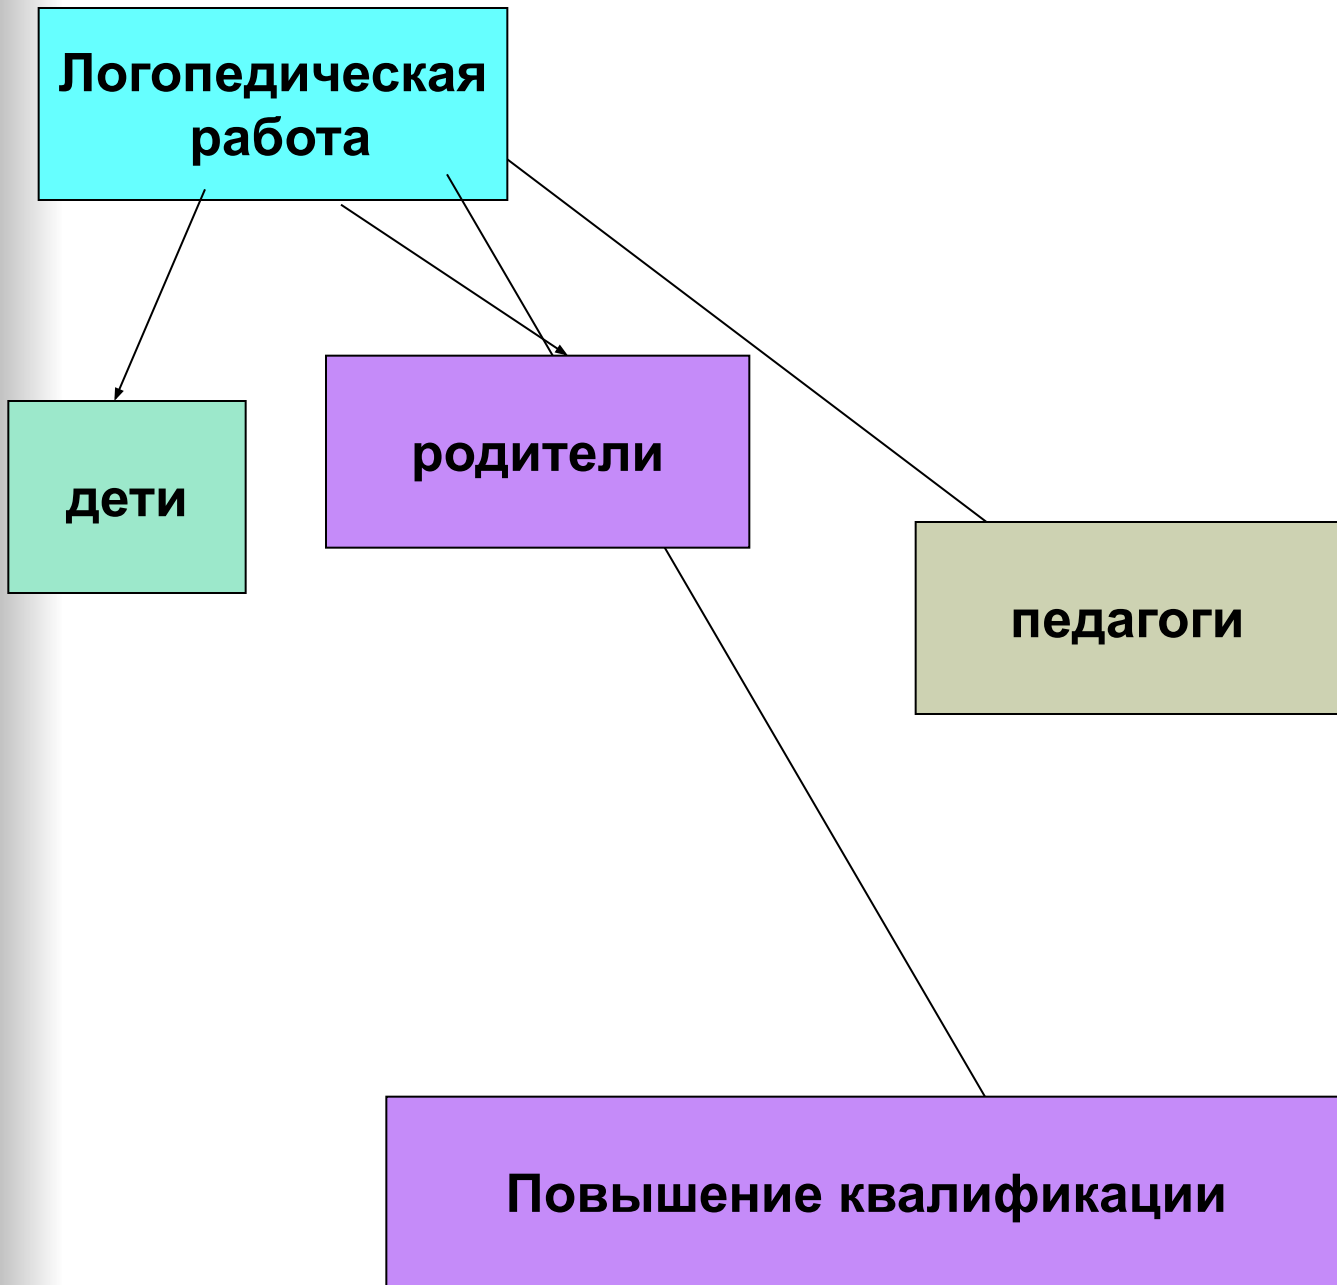 Логопедическая
работа
родители
дети
педагоги
Повышение квалификации